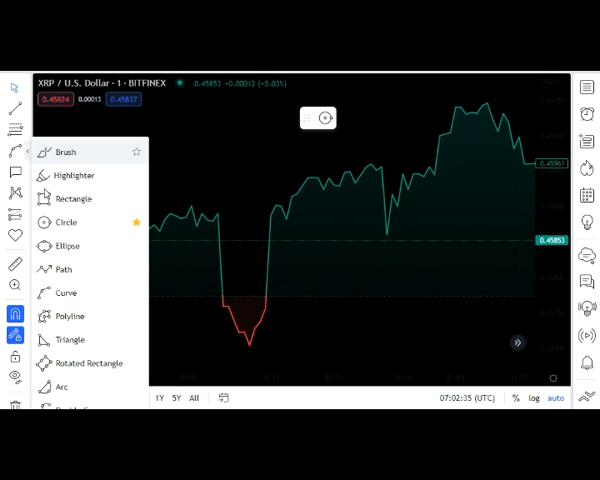 XRP / U.S. Dollar · 1 · BITFINEX
0.45853 −0.00012 (+0.03%)
0.45824 0.00013 0.45837
Brush
Highlighter
Rectangle
Circle
Ellipse
Path
Curve
Polyline
Triangle
Rotated Rectangle
Arc
0.45961
0.45853
1Y 5Y All
07:02:35 (UTC)
% log auto